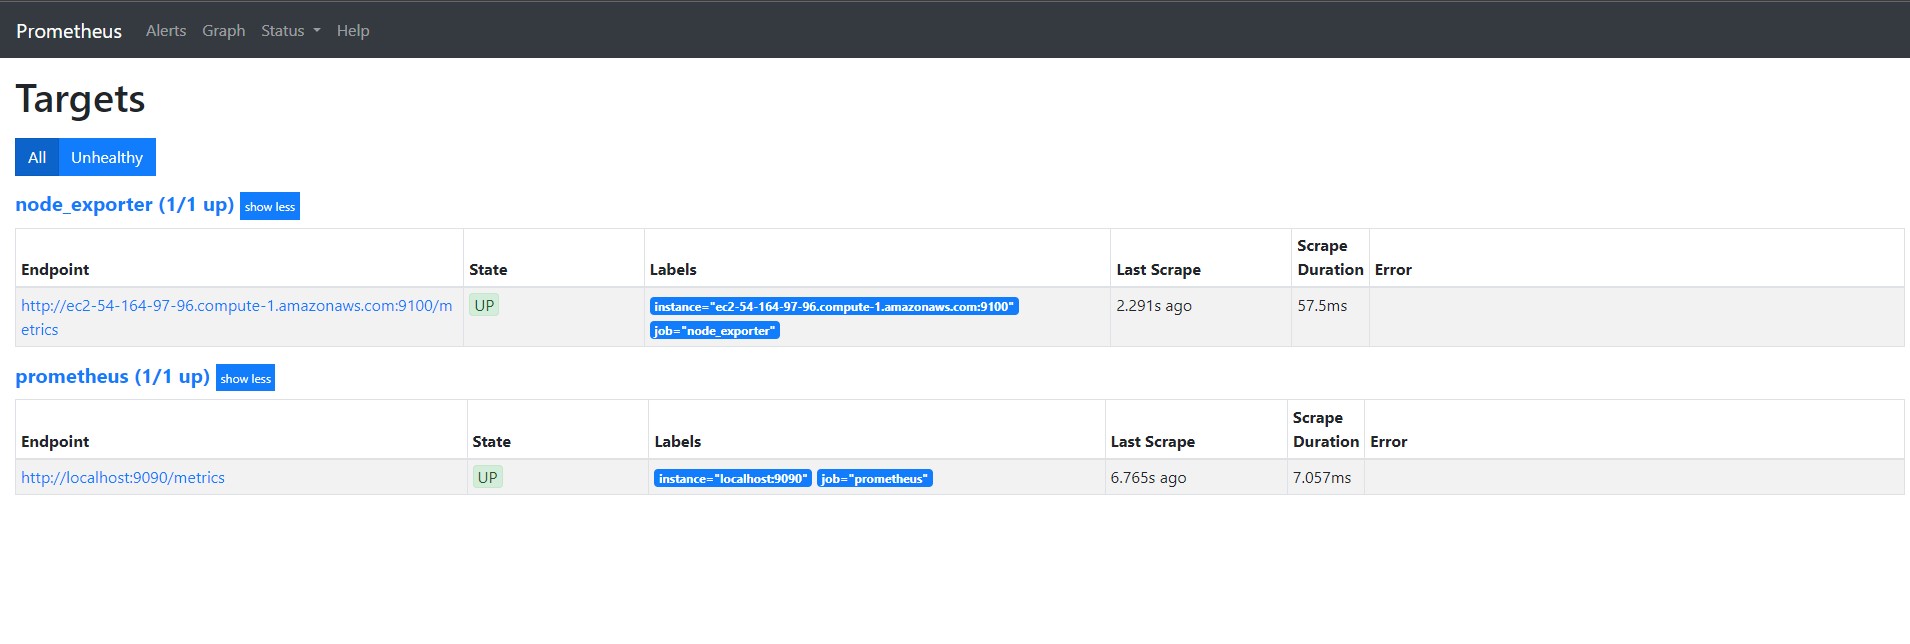 Prometheus Alerts Graph Status Help
Targets
All Unhealthy
node_exporter (1/1 up) show less
Endpoint State Labels Last Scrape Scrape Duration Error
http://ec2-54-164-97-96.compute-1.amazonaws.com:9100/m
etrics
UP
instance="ec2-54-164-97-96.compute-1.amazonaws.com:9100"
job="node_exporter"
2.291s ago
57.5ms
prometheus (1/1 up) show less
Endpoint State Labels Last Scrape Scrape Duration Error
http://localhost:9090/metrics UP instance="localhost:9090" job="prometheus" 6.765s ago 7.057ms